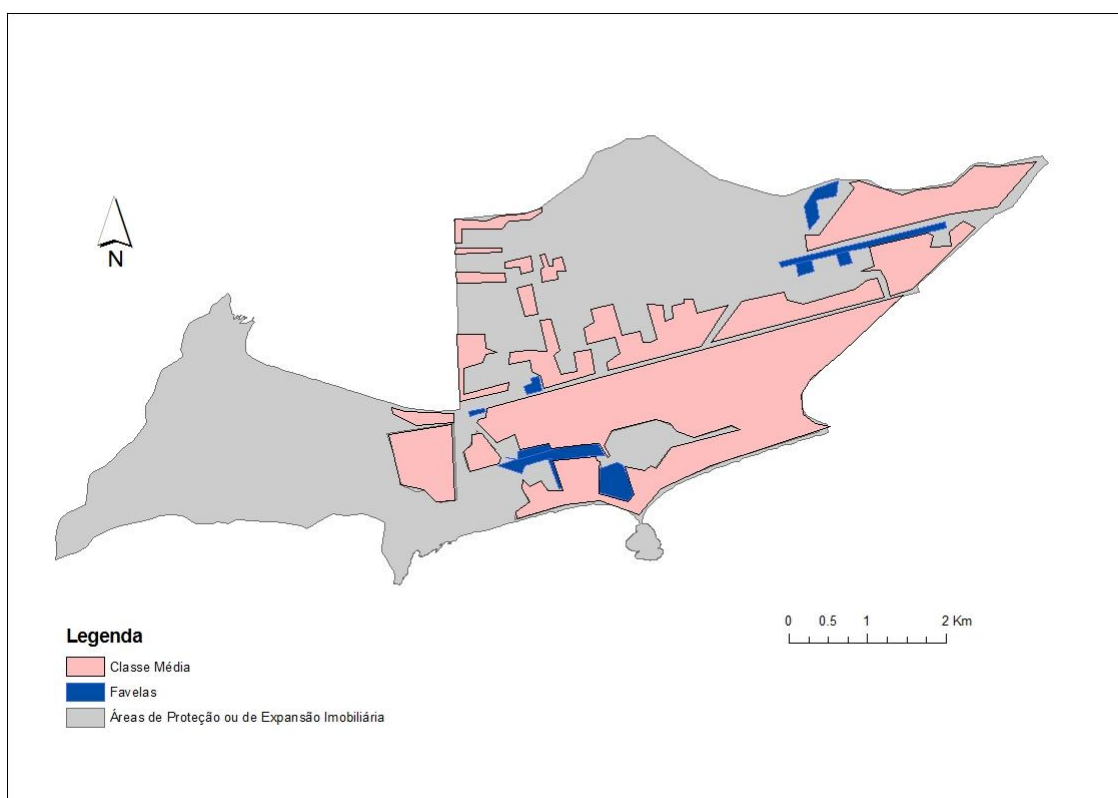 N
0 0.5 1 2 Km
Legenda
Classe Média
Favelas
Áreas de Proteção ou de Expansão Imobiliária